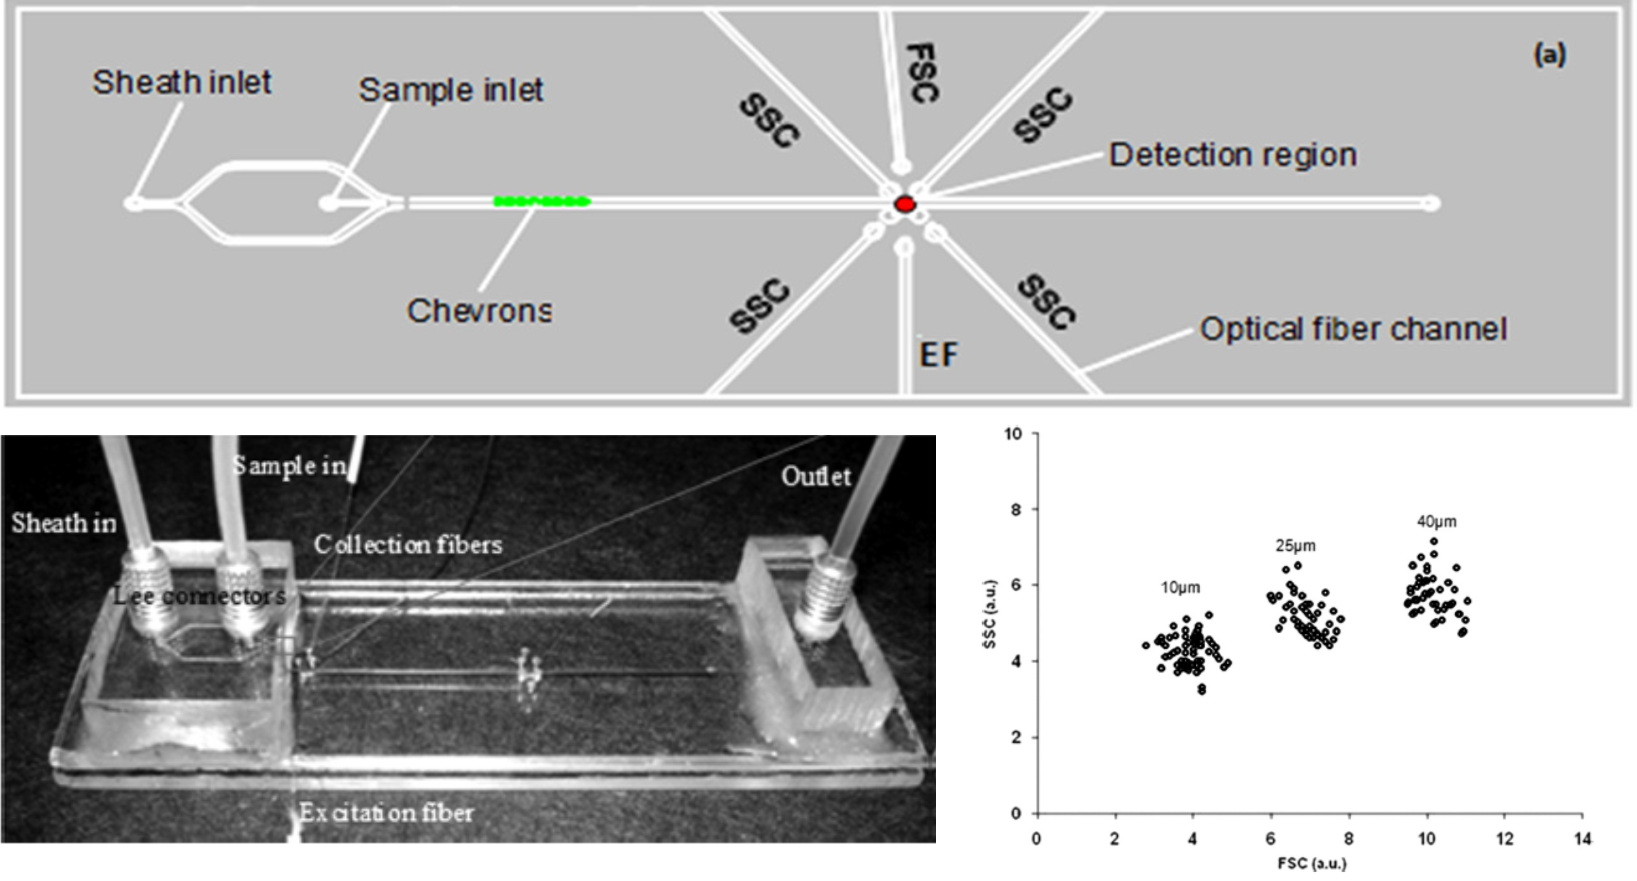 (a)
Sheath inlet
Sample inlet
SSC
FSC
SSC
Detection region
Chevrons
SSC
EF
SSC
Optical fiber channel
Sample in
Outlet
Sheath in
Collection fibers
Lee connectors
Excitation fiber
10
8
6
4
2
0
SSC (a.u.)
10µm
25µm
40µm
0 2 4 6 8 10 12 14
FSC (a.u.)